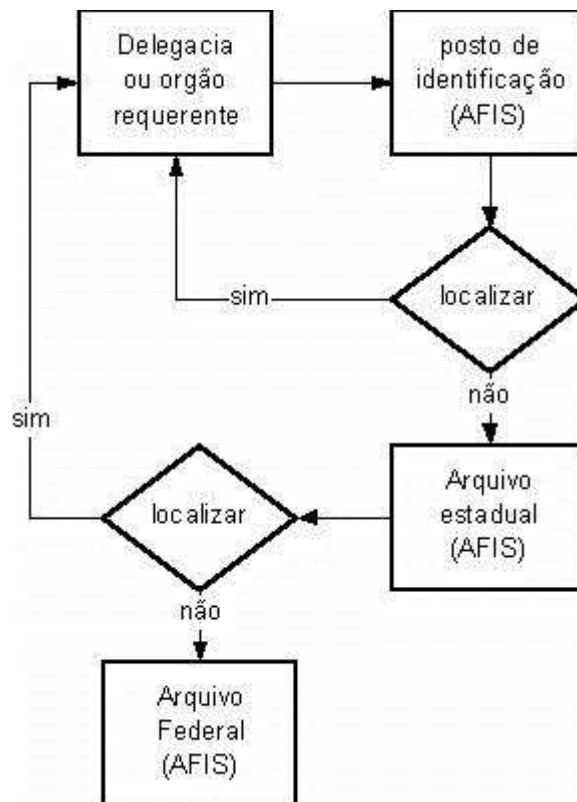 Delegacia
ou orgão
requerente
posto de
identificação
(AFIS)
localizar
sim
não
Arquivo
estadual
(AFIS)
localizar
sim
não
Arquivo
Federal
(AFIS)